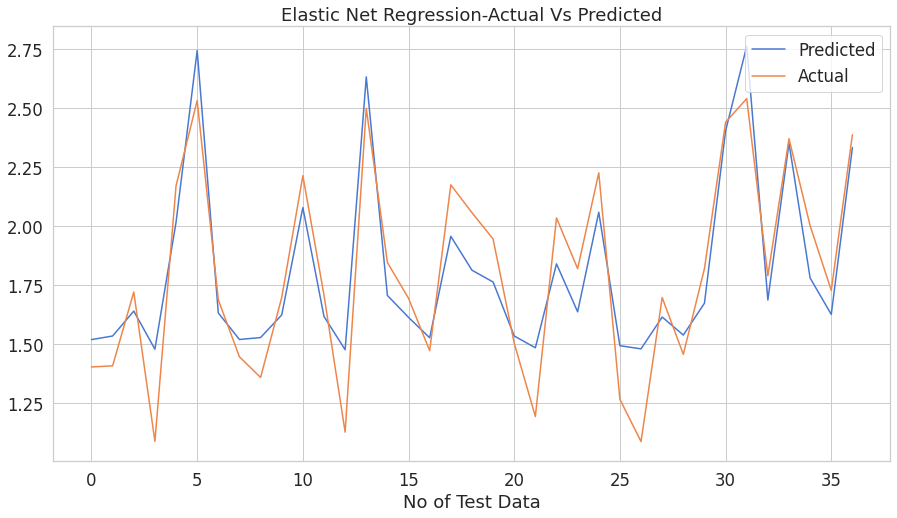 Elastic Net Regression-Actual Vs Predicted
Predicted
Actual
2.75
2.50
2.25
2.00
1.75
1.50
1.25
0 5 10 15 20 25 30 35
No of Test Data